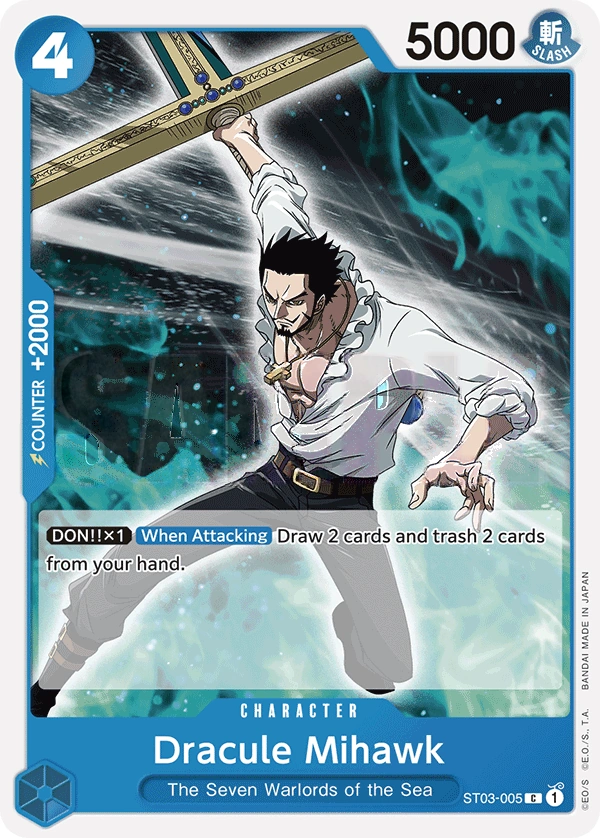 4
5000
斬
SLASH
COUNTER +2000
DON!!×1 When Attacking Draw 2 cards and trash 2 cards
from your hand.
CHARACTER
Dracule Mihawk
The Seven Warlords of the Sea
ST03-005 C 1
©E.O/S ©E.O./S., T.A. BANDAI MADE IN JAPAN